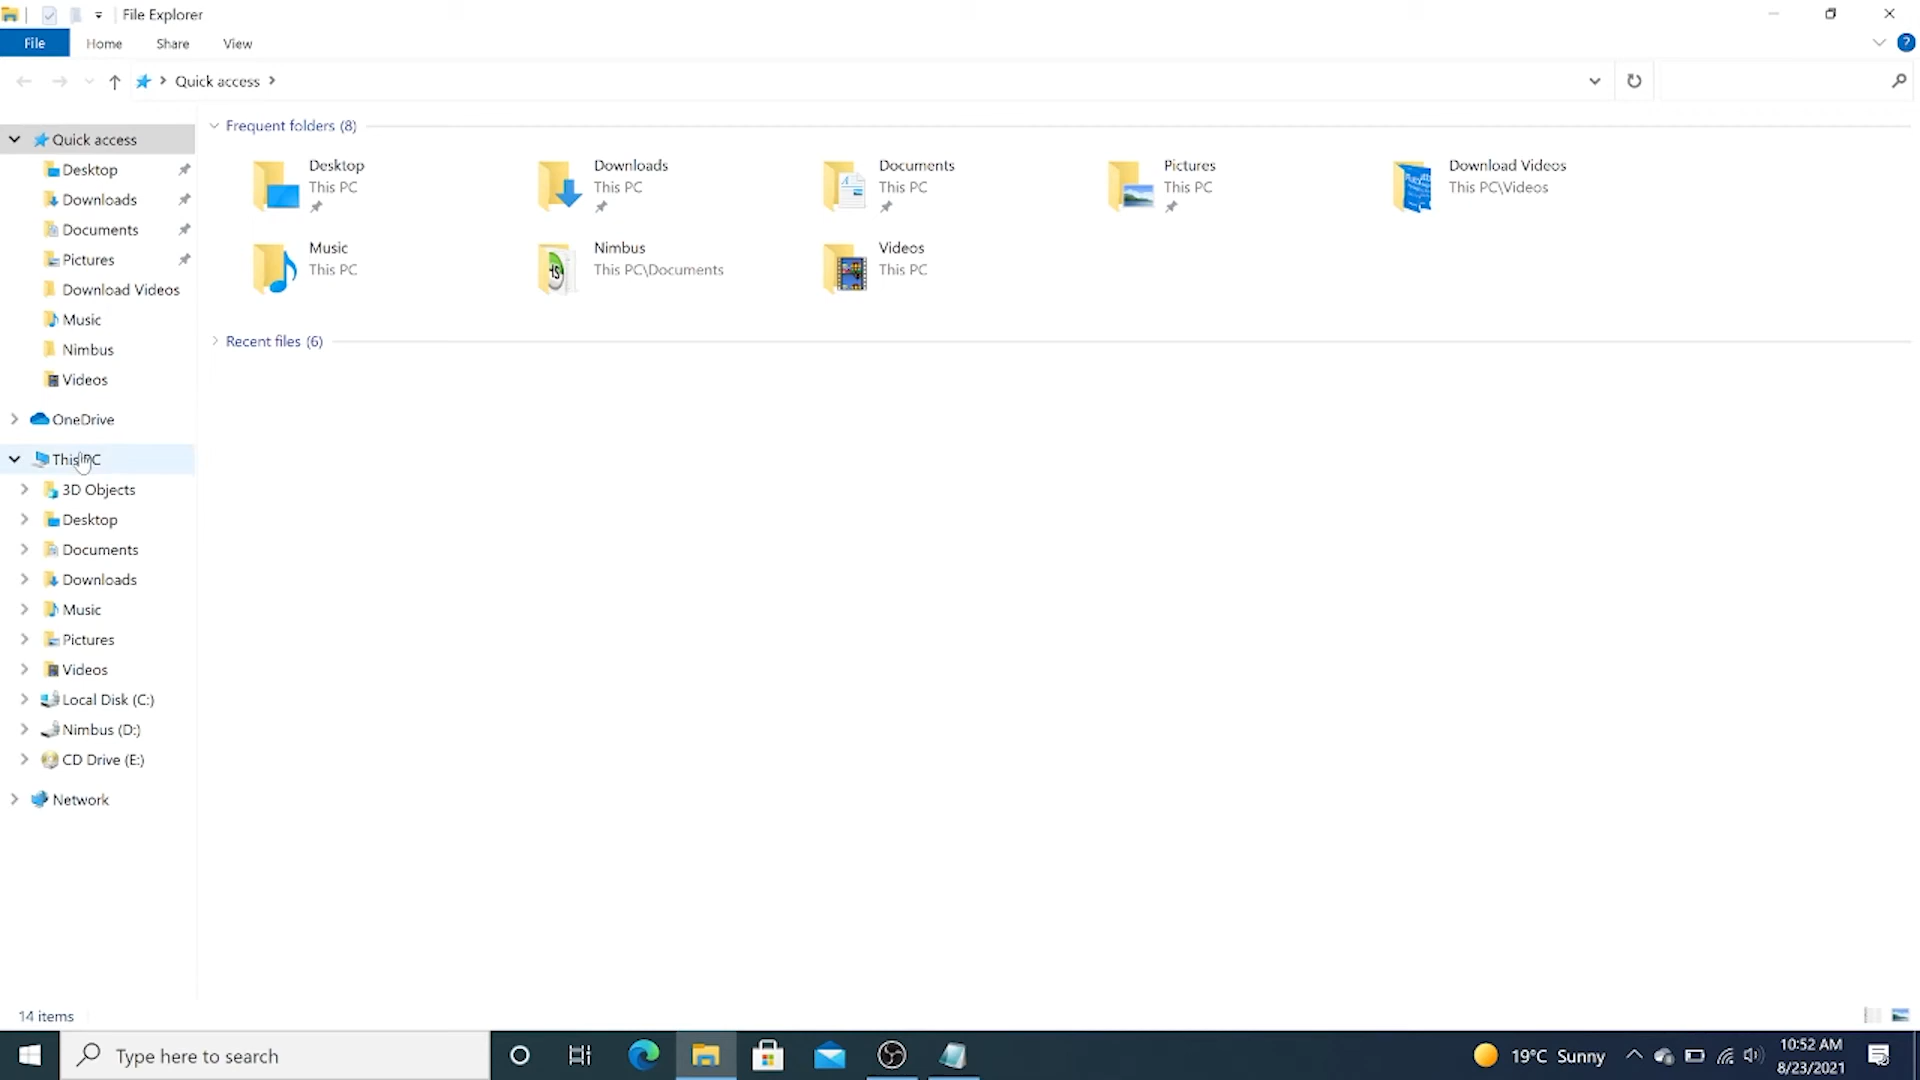 File Explorer
File Home Share View
Quick access
Quick access
Desktop
Downloads
Documents
Pictures
Download Videos
Music
Nimbus
Videos
OneDrive
This PC
3D Objects
Desktop
Documents
Downloads
Music
Pictures
Videos
Local Disk (C:)
Nimbus (D:)
CD Drive (E:)
Network
Frequent folders (8)
Desktop
This PC
Downloads
This PC
Documents
This PC
Pictures
This PC
Download Videos
This PC\Videos
Music
This PC
Nimbus
This PC\Documents
Videos
This PC
Recent files (6)
14 items
Type here to search
19°C Sunny
10:52 AM
8/23/2021